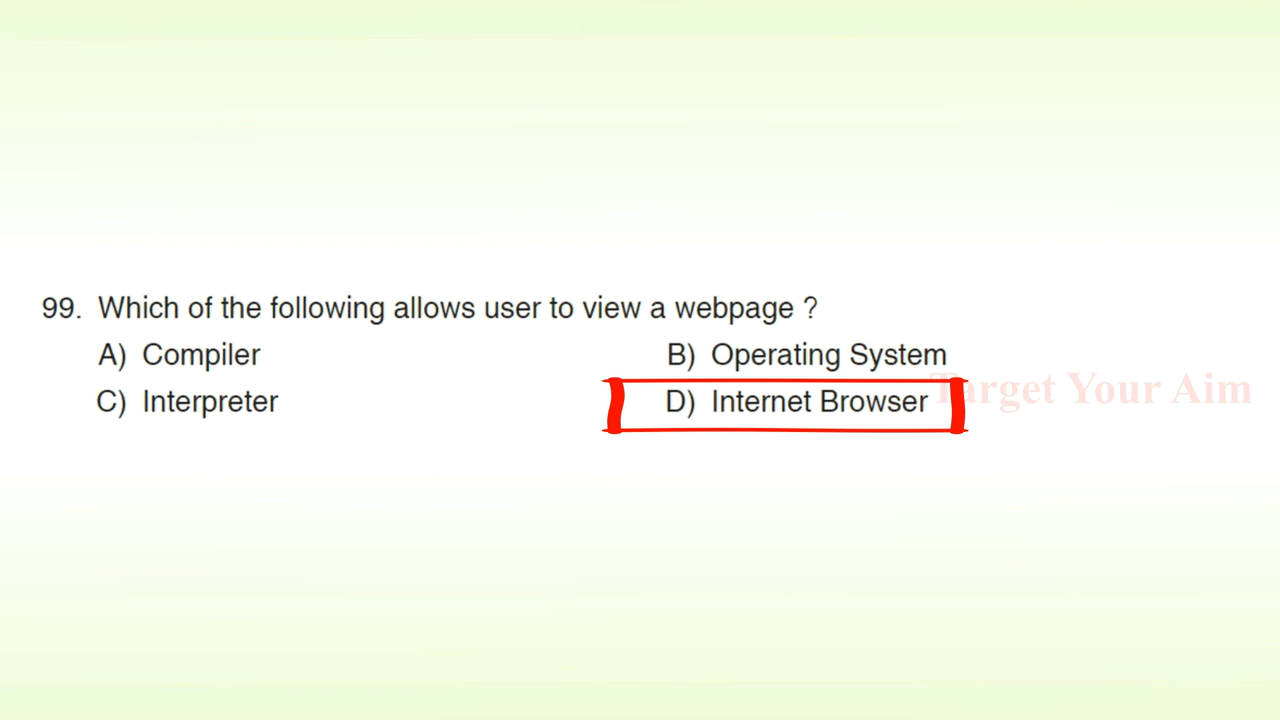 99. Which of the following allows user to view a webpage ?
A) Compiler
B) Operating System
C) Interpreter
D) Internet Browser
Target Your Aim